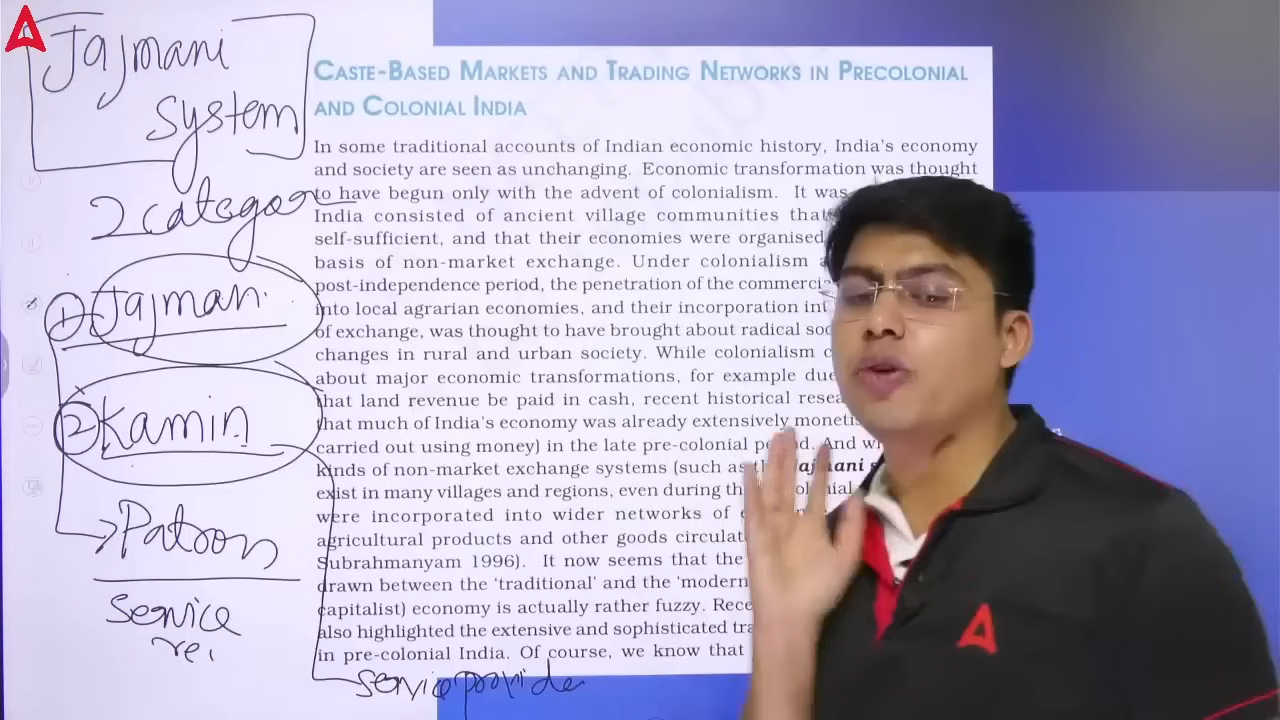 Jajmani
system
2 categor
1) Jajman
2) Kamin
Patron
Service
re.
service provide
CASTE-BASED MARKETS AND TRADING NETWORKS IN PRECOLONIAL
AND COLONIAL INDIA
In some traditional accounts of Indian economic history, India's economy
and society are seen as unchanging. Economic transformation was thought
to have begun only with the advent of colonialism. It was
India consisted of ancient village communities that
self-sufficient, and that their economies were organised
basis of non-market exchange. Under colonialism
post-independence period, the penetration of the commerci
into local agrarian economies, and their incorporation int
of exchange, was thought to have brought about radical soc
changes in rural and urban society. While colonialism
about major economic transformations, for example due
that land revenue be paid in cash, recent historical resea
that much of India's economy was already extensively monetis
carried out using money) in the late pre-colonial period. And
kinds of non-market exchange systems (such as the jajmani s
exist in many villages and regions, even during the colonial
were incorporated into wider networks of
agricultural products and other goods circulat
Subrahmanyam 1996). It now seems that the
drawn between the 'traditional' and the 'modern
capitalist) economy is actually rather fuzzy. Rece
also highlighted the extensive and sophisticated tra
in pre-colonial India. Of course, we know that